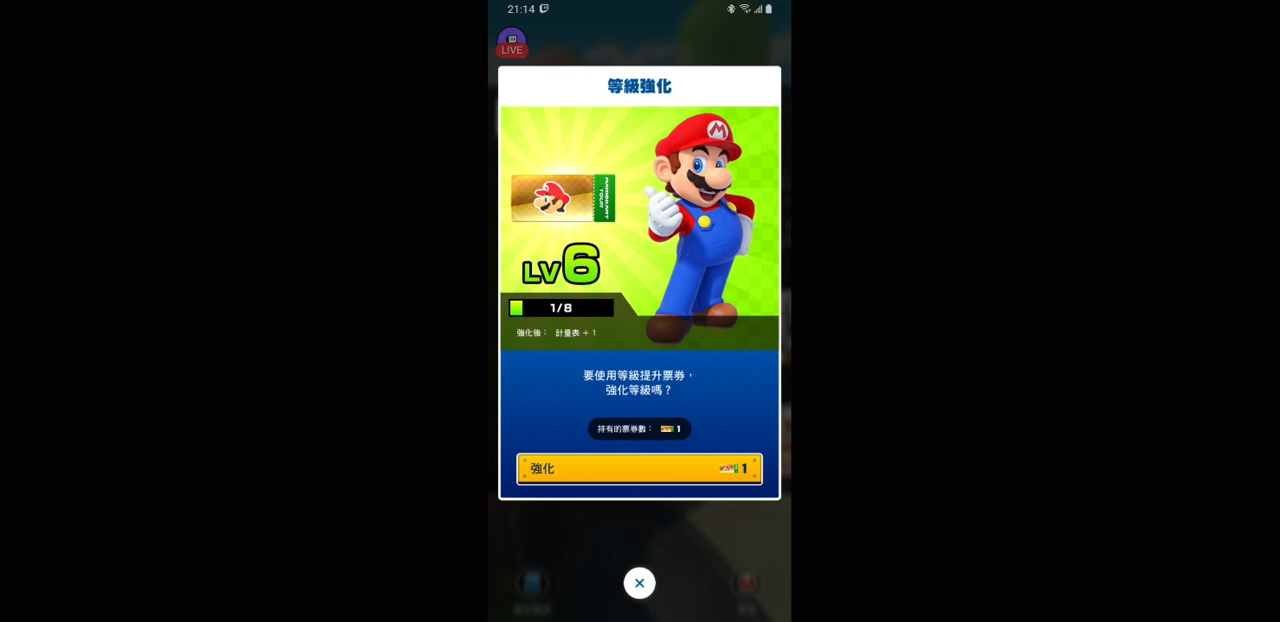 21:14
LIVE
等級強化
MARIOKART
TOUR
LV6
1/8
強化後： 計量表＋1
要使用等級提升票券，
強化等級嗎？
持有的票券數： 1
強化 1